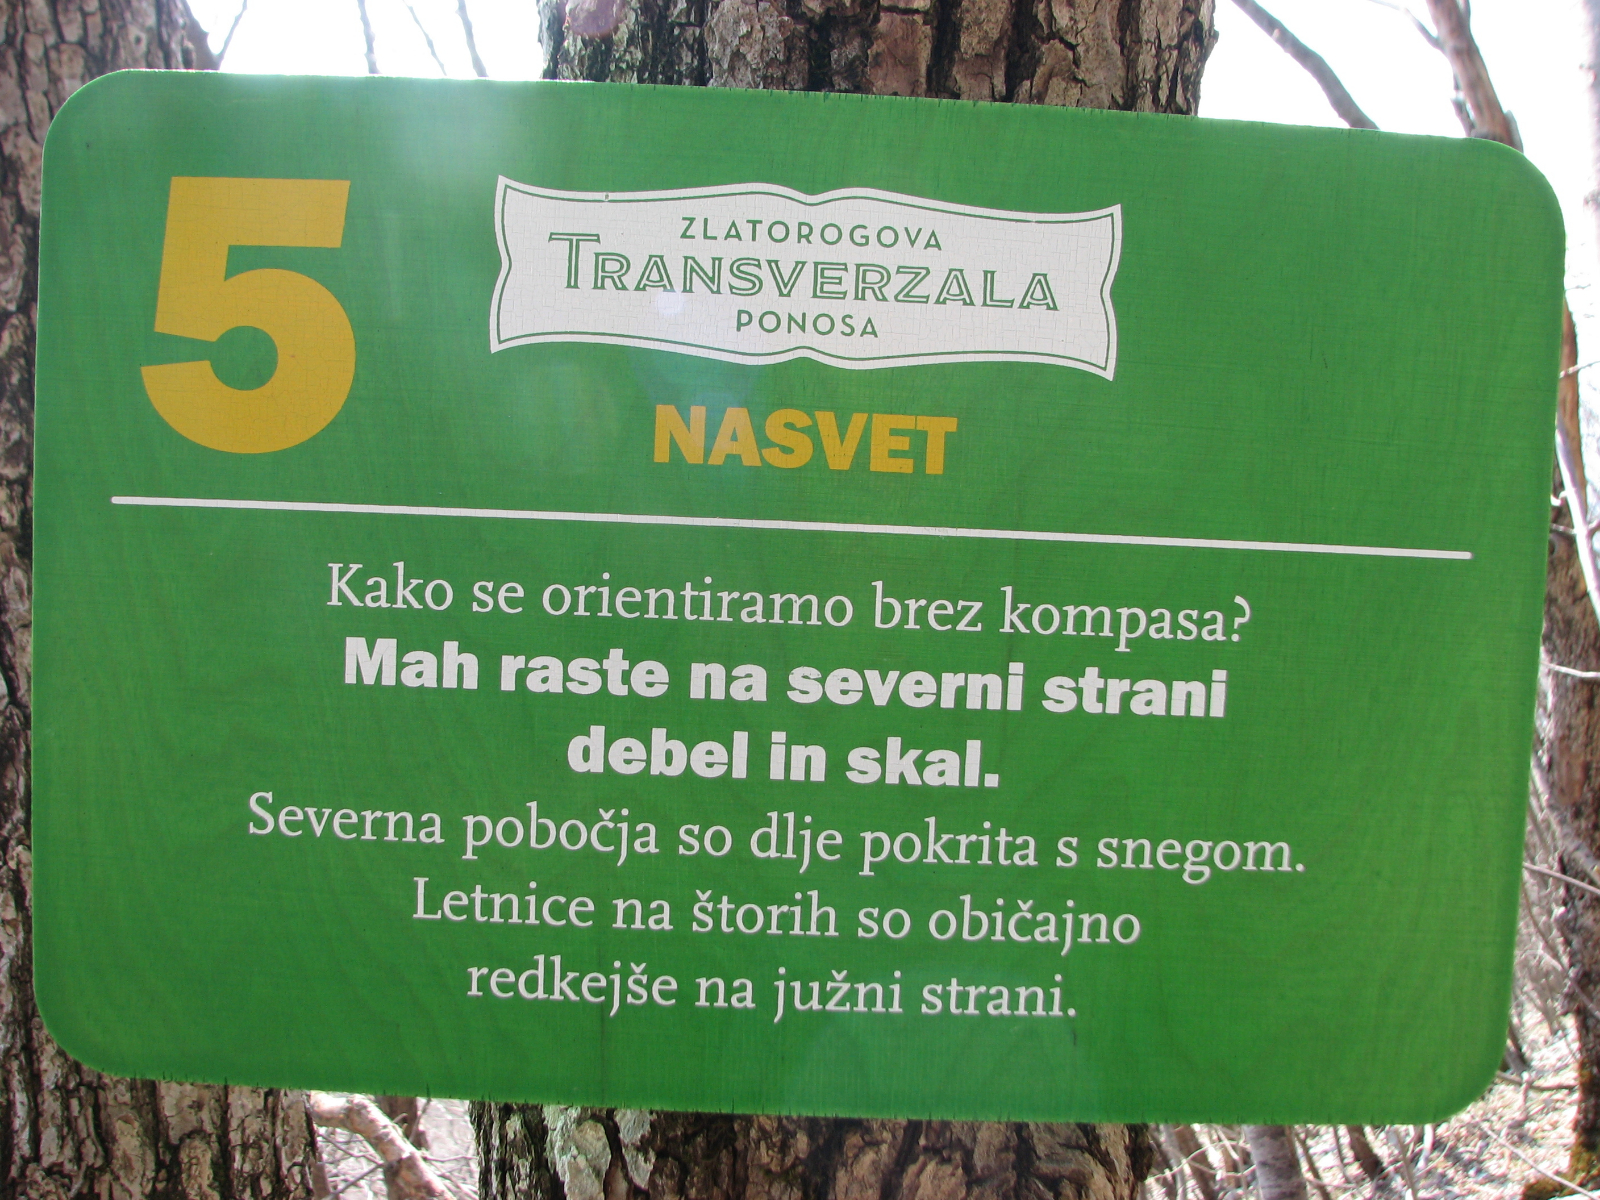 5
ZLATOROGOVA
TRANSVERZALA
PONOSA
NASVET
Kako se orientiramo brez kompasa?
Mah raste na severni strani
debel in skal.
Severna pobočja so dlje pokrita s snegom.
Letnice na štorih so običajno
redkejše na južni strani.